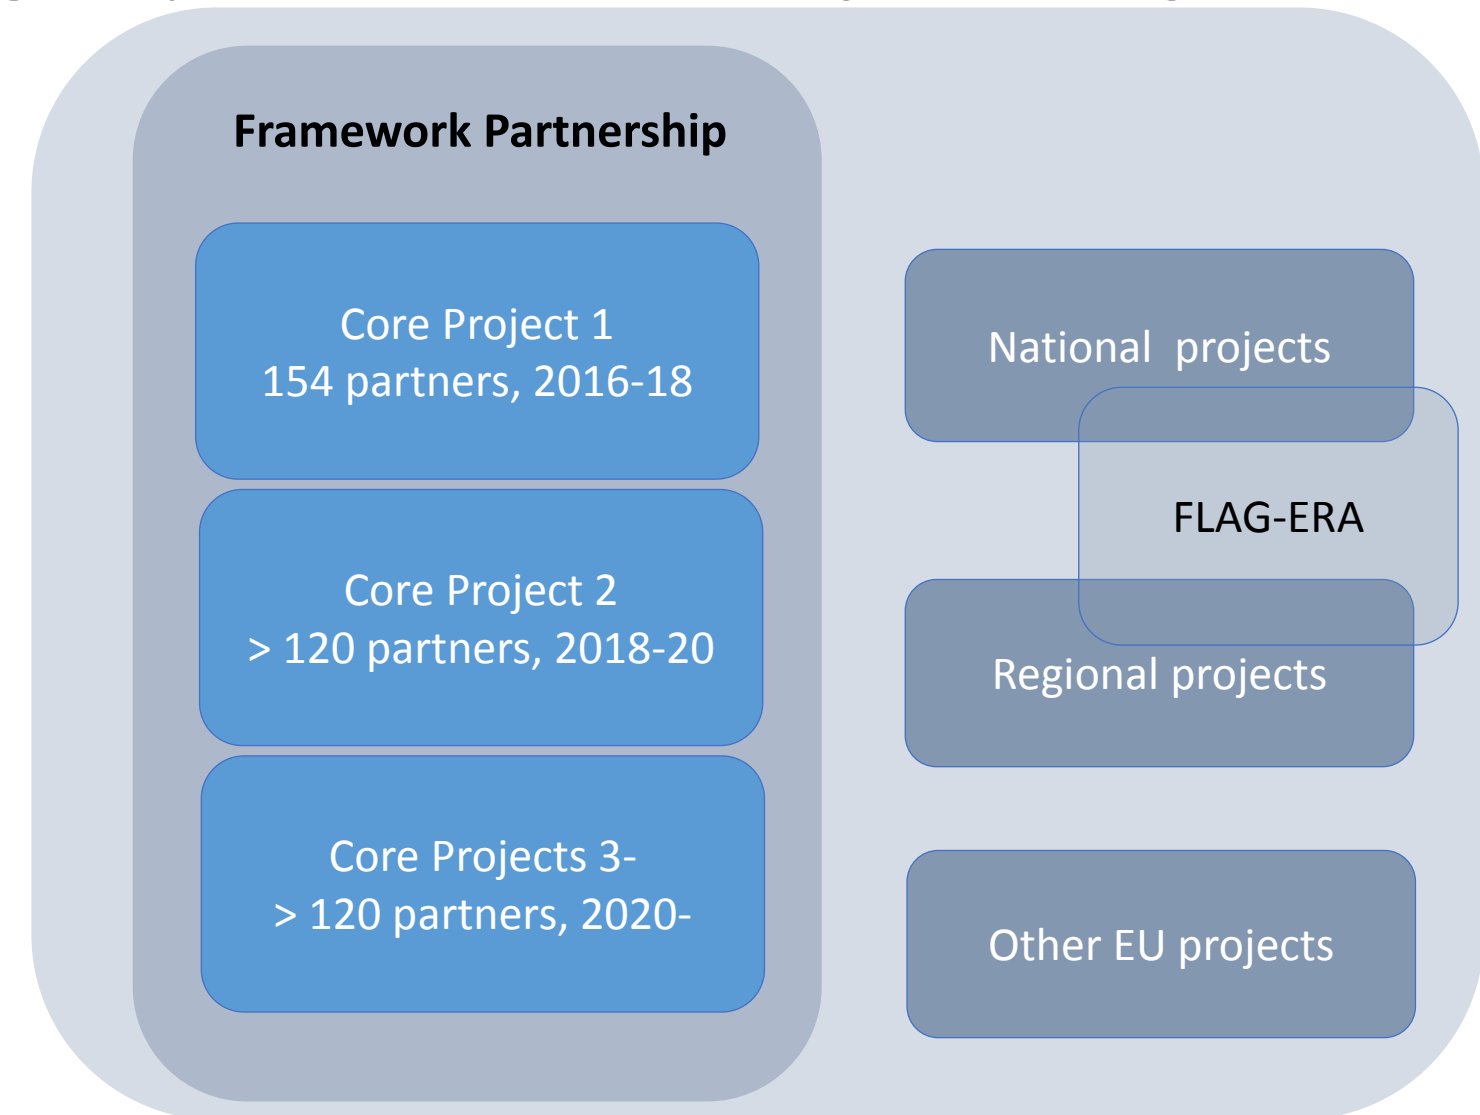 Framework Partnership
Core Project 1
154 partners, 2016-18
Core Project 2
> 120 partners, 2018-20
Core Projects 3-
> 120 partners, 2020-
National projects
FLAG-ERA
Regional projects
Other EU projects